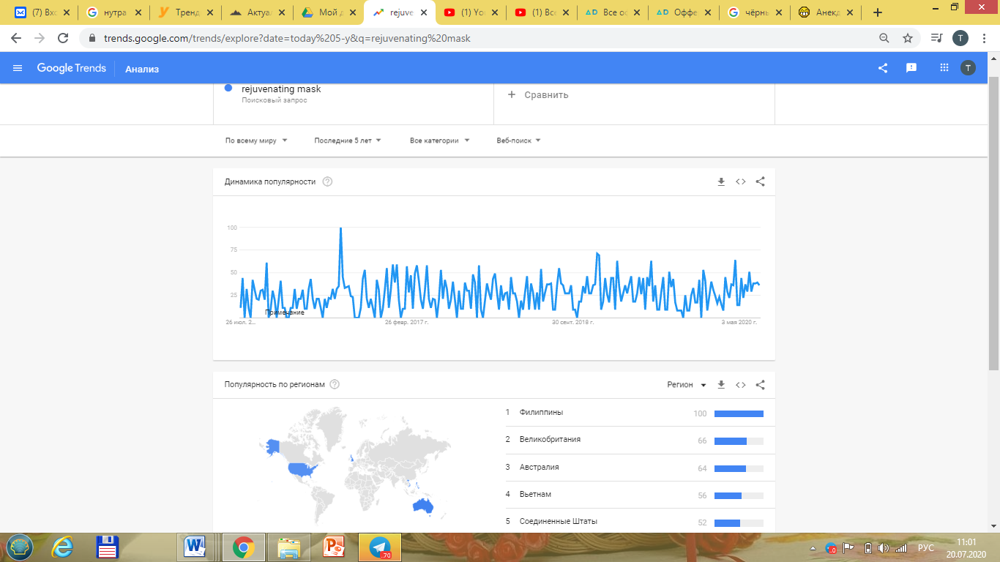 (7) Вхо
нутра
Тренд
Актуа
Мой д
rejuve
(1) You
(1) Все
Все ос
Оффе
чёрны
Анекд
trends.google.com/trends/explore?date=today%205-y&q=rejuvenating%20mask
T
Google Trends
Анализ
T
rejuvenating mask
Поисковый запрос
+ Сравнить
По всему миру
Последние 5 лет
Все категории
Веб-поиск
Динамика популярности
100
75
50
25
Примечание
26 июл. 2...
26 февр. 2017 г.
30 сент. 2018 г.
3 мая 2020 г.
Популярность по регионам
Регион
1 Филиппины 100
2 Великобритания 66
3 Австралия 64
4 Вьетнам 56
5 Соединенные Штаты 52
..70
РУС
11:01
20.07.2020